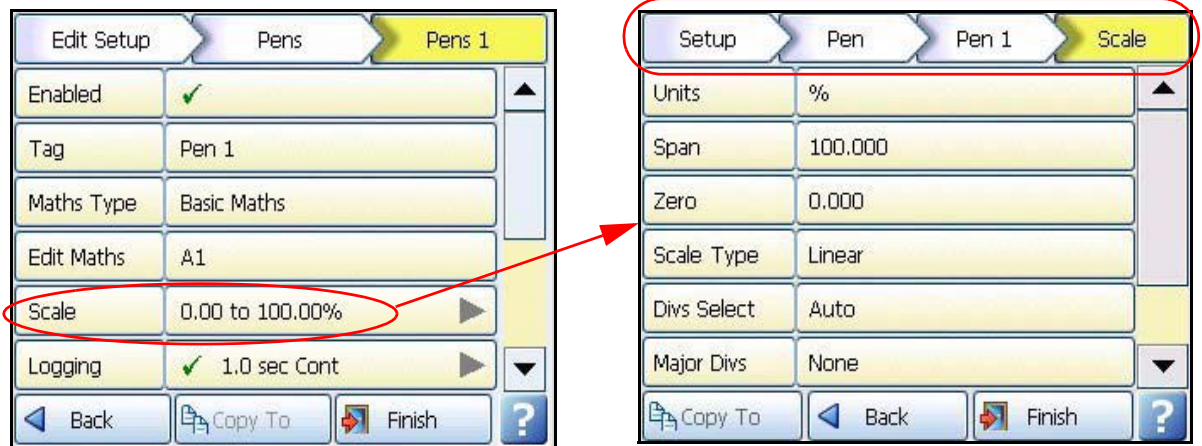 Edit Setup Pens Pens 1
Enabled ✓
Tag Pen 1
Maths Type Basic Maths
Edit Maths A1
Scale 0.00 to 100.00%
Logging ✓ 1.0 sec Cont
Back Copy To Finish ?
Setup Pen Pen 1 Scale
Units %
Span 100.000
Zero 0.000
Scale Type Linear
Divs Select Auto
Major Divs None
Copy To Back Finish ?